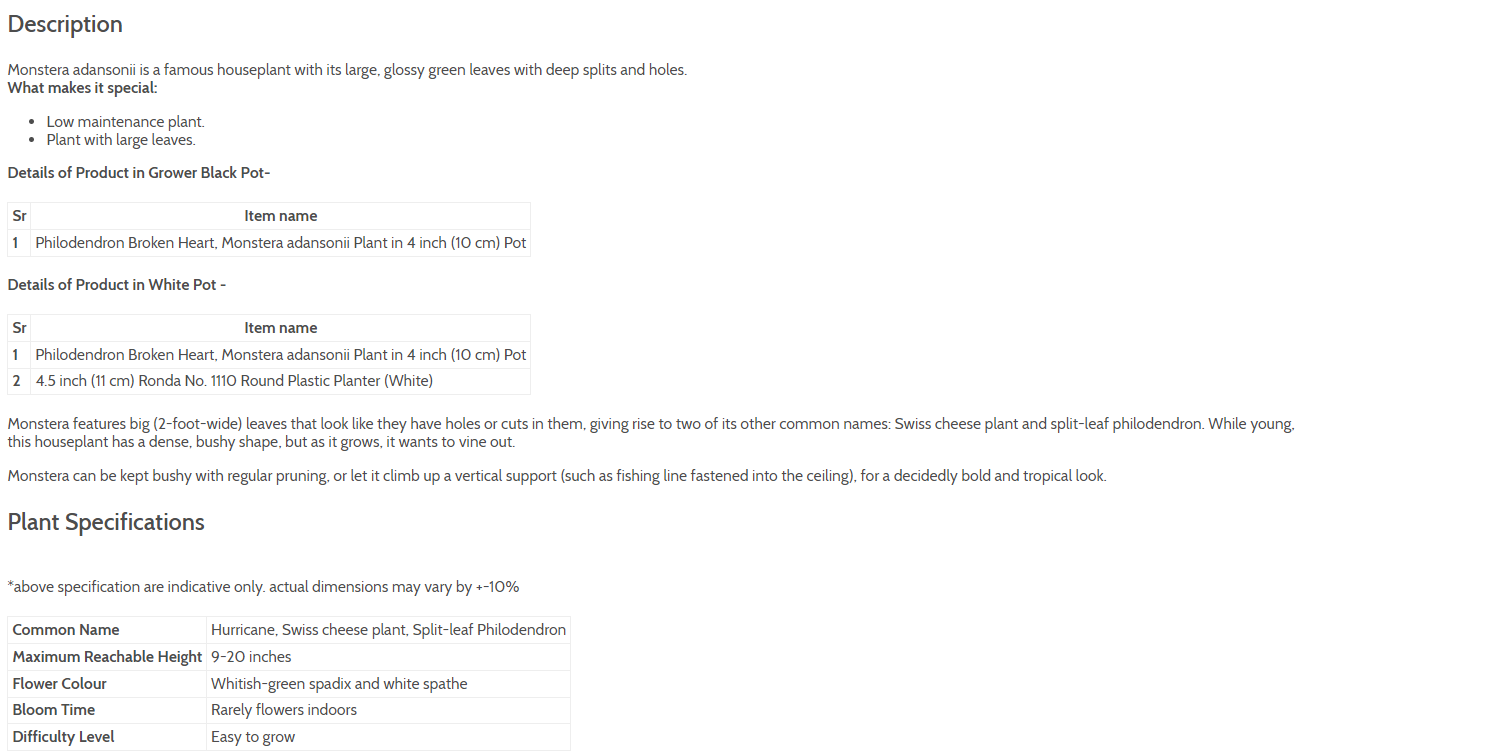 Description
Monstera adansonii is a famous houseplant with its large, glossy green leaves with deep splits and holes.
What makes it special:
• Low maintenance plant.
• Plant with large leaves.
Details of Product in Grower Black Pot-
Sr Item name
1 Philodendron Broken Heart, Monstera adansonii Plant in 4 inch (10 cm) Pot
Details of Product in White Pot -
Sr Item name
1 Philodendron Broken Heart, Monstera adansonii Plant in 4 inch (10 cm) Pot
2 4.5 inch (11 cm) Ronda No. 1110 Round Plastic Planter (White)
Monstera features big (2-foot-wide) leaves that look like they have holes or cuts in them, giving rise to two of its other common names: Swiss cheese plant and split-leaf philodendron. While young,
this houseplant has a dense, bushy shape, but as it grows, it wants to vine out.
Monstera can be kept bushy with regular pruning, or let it climb up a vertical support (such as fishing line fastened into the ceiling), for a decidedly bold and tropical look.
Plant Specifications
*above specification are indicative only. actual dimensions may vary by +-10%
Common Name Hurricane, Swiss cheese plant, Split-leaf Philodendron
Maximum Reachable Height 9-20 inches
Flower Colour Whitish-green spadix and white spathe
Bloom Time Rarely flowers indoors
Difficulty Level Easy to grow